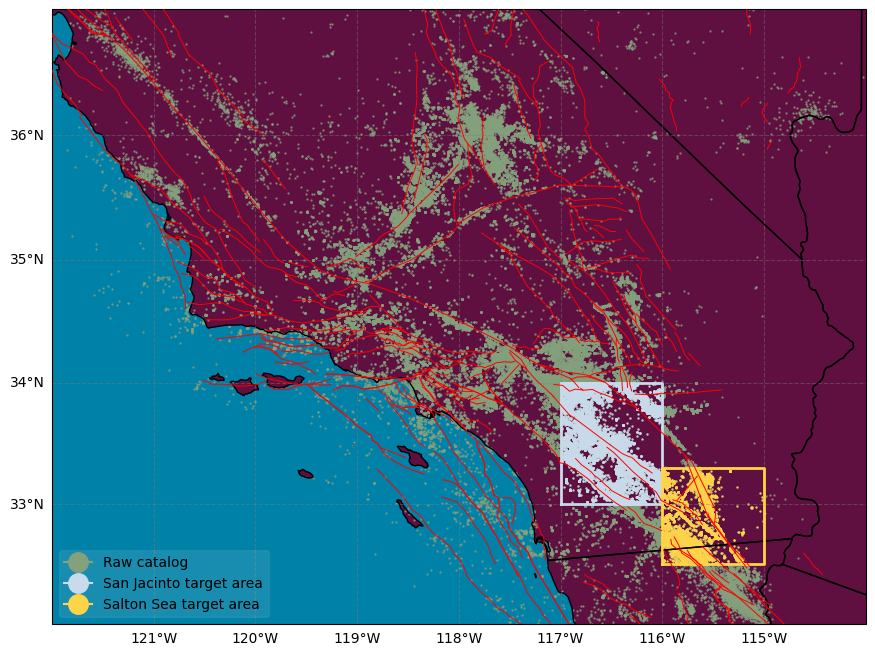 36°N
35°N
34°N
33°N
Raw catalog
San Jacinto target area
Salton Sea target area
121°W 120°W 119°W 118°W 117°W 116°W 115°W